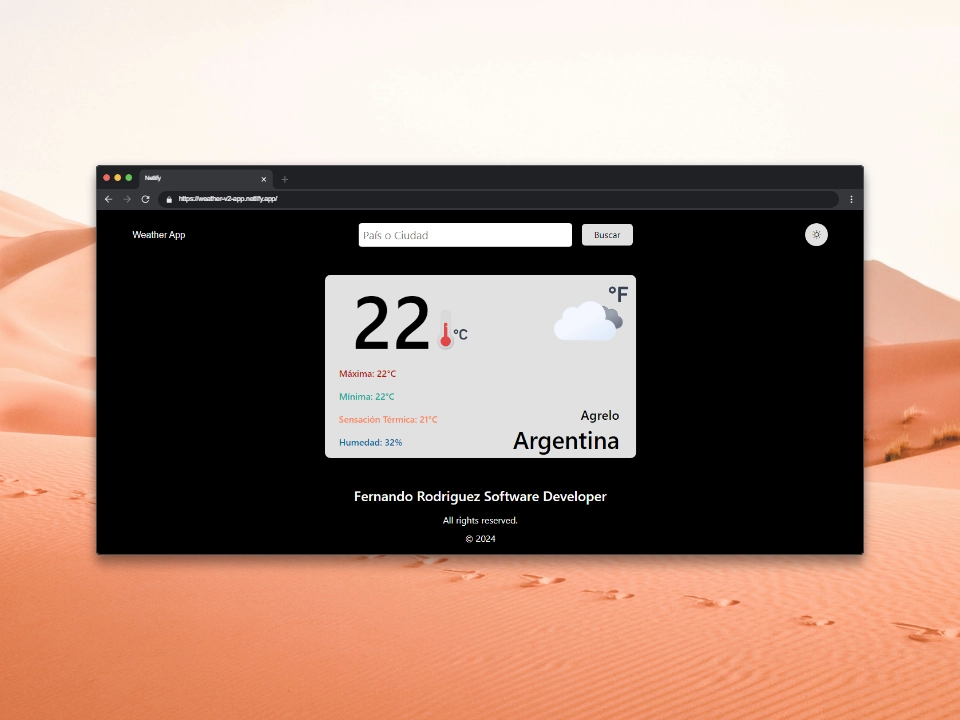 Netlify
https://weather-v2-app.netlify.app/
Weather App
País o Ciudad
Buscar
°F
22 °C
Máxima: 22°C
Mínima: 22°C
Sensación Térmica: 21°C
Humedad: 32%
Agrelo
Argentina
Fernando Rodriguez Software Developer
All rights reserved.
© 2024